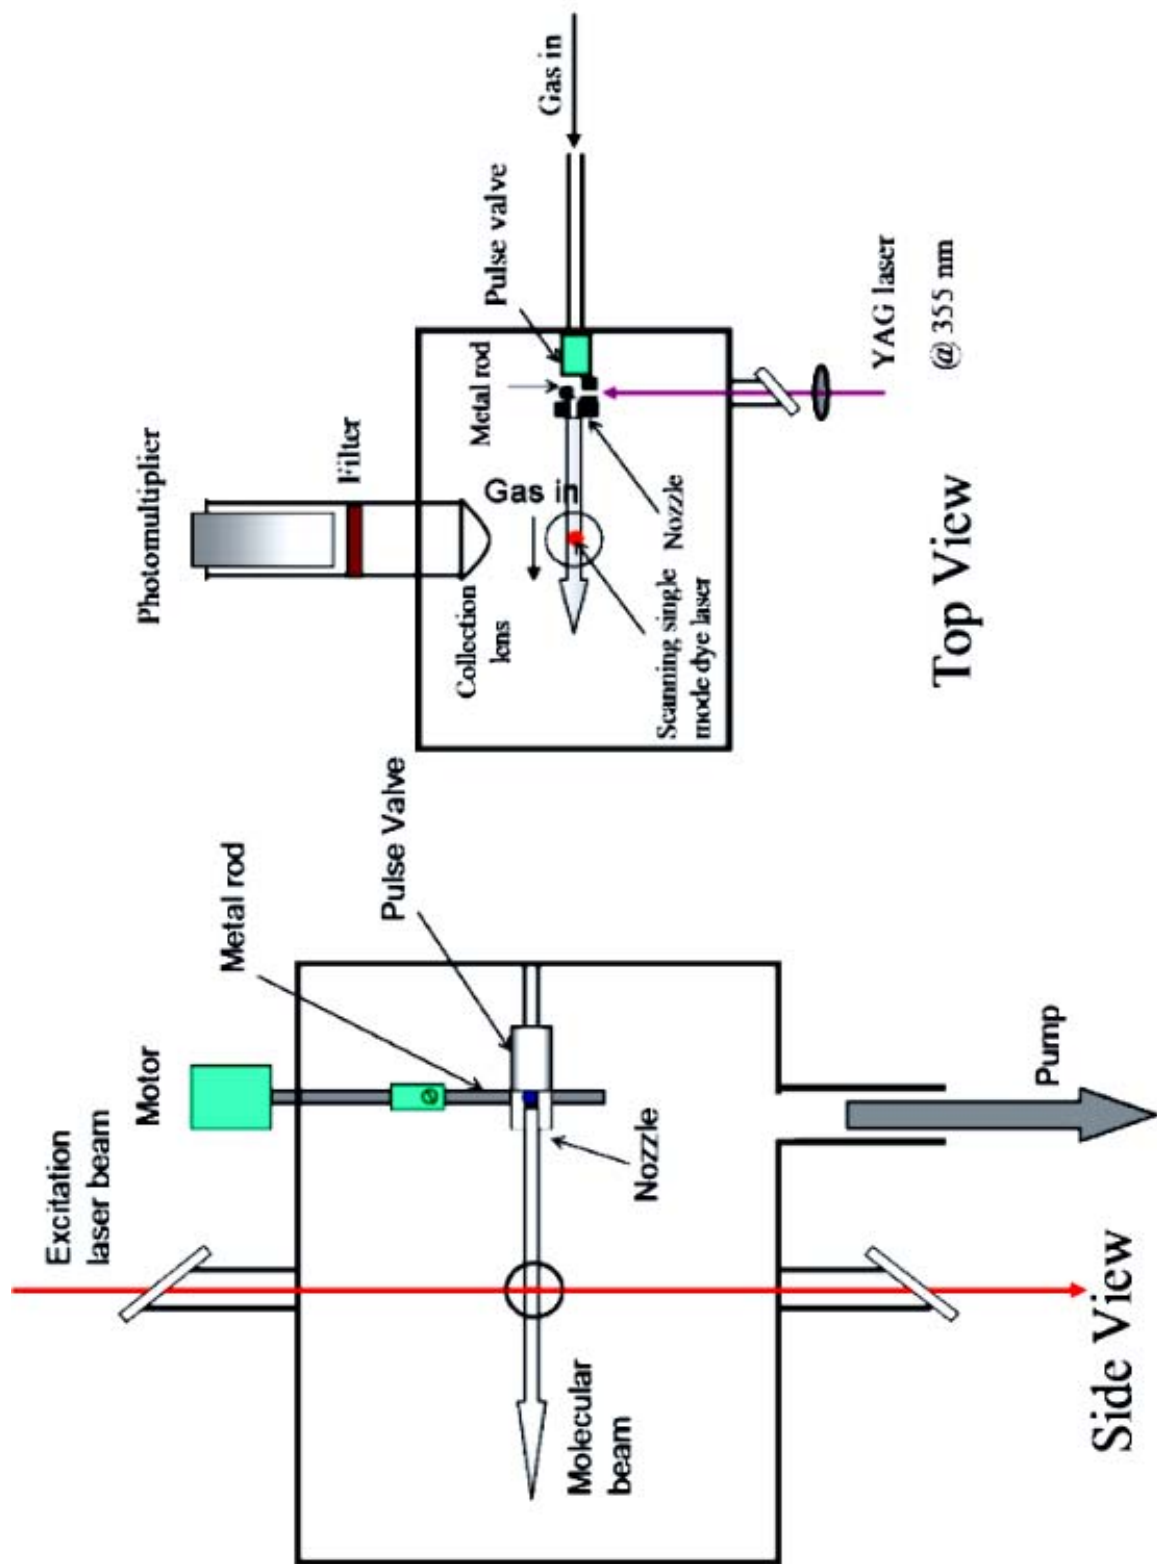 Excitation
laser beam
Motor
Metal rod
Pulse Valve
Nozzle
Molecular
beam
Pump
Side View
Photomultiplier
Filter
Collection
lens
Metal rod
Pulse valve
Gas in
Gas in
Scanning single
mode dye laser
Nozzle
YAG laser
@ 355 nm
Top View